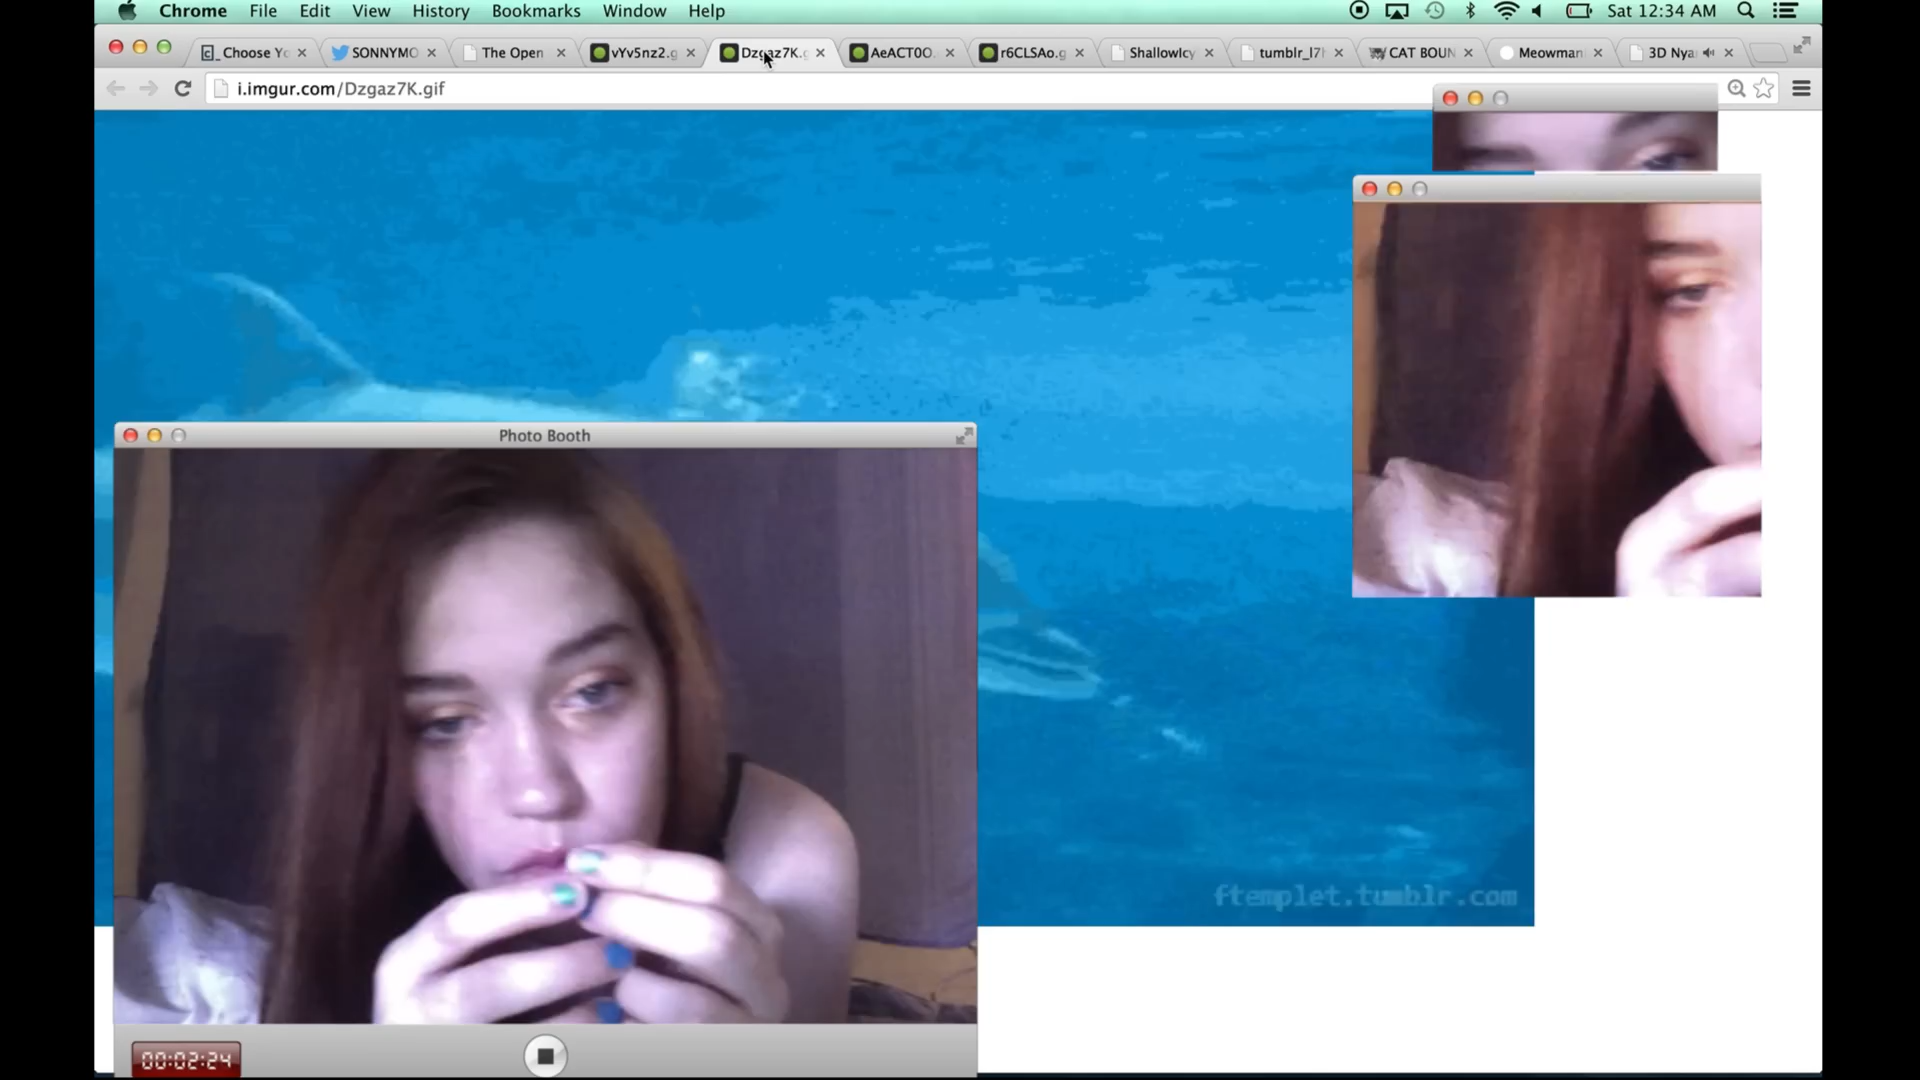 Chrome File Edit View History Bookmarks Window Help Sat 12:34 AM
C_ Choose Yo SONNYMO The Open vYv5nz2.g Dzgaz7K.g AeACT0O. r6CLSAo.g ShallowIcy tumblr_l7 CAT BOUN Meowman 3D Nya
i.imgur.com/Dzgaz7K.gif
Photo Booth
ftemplet.tumblr.com
00:02:24